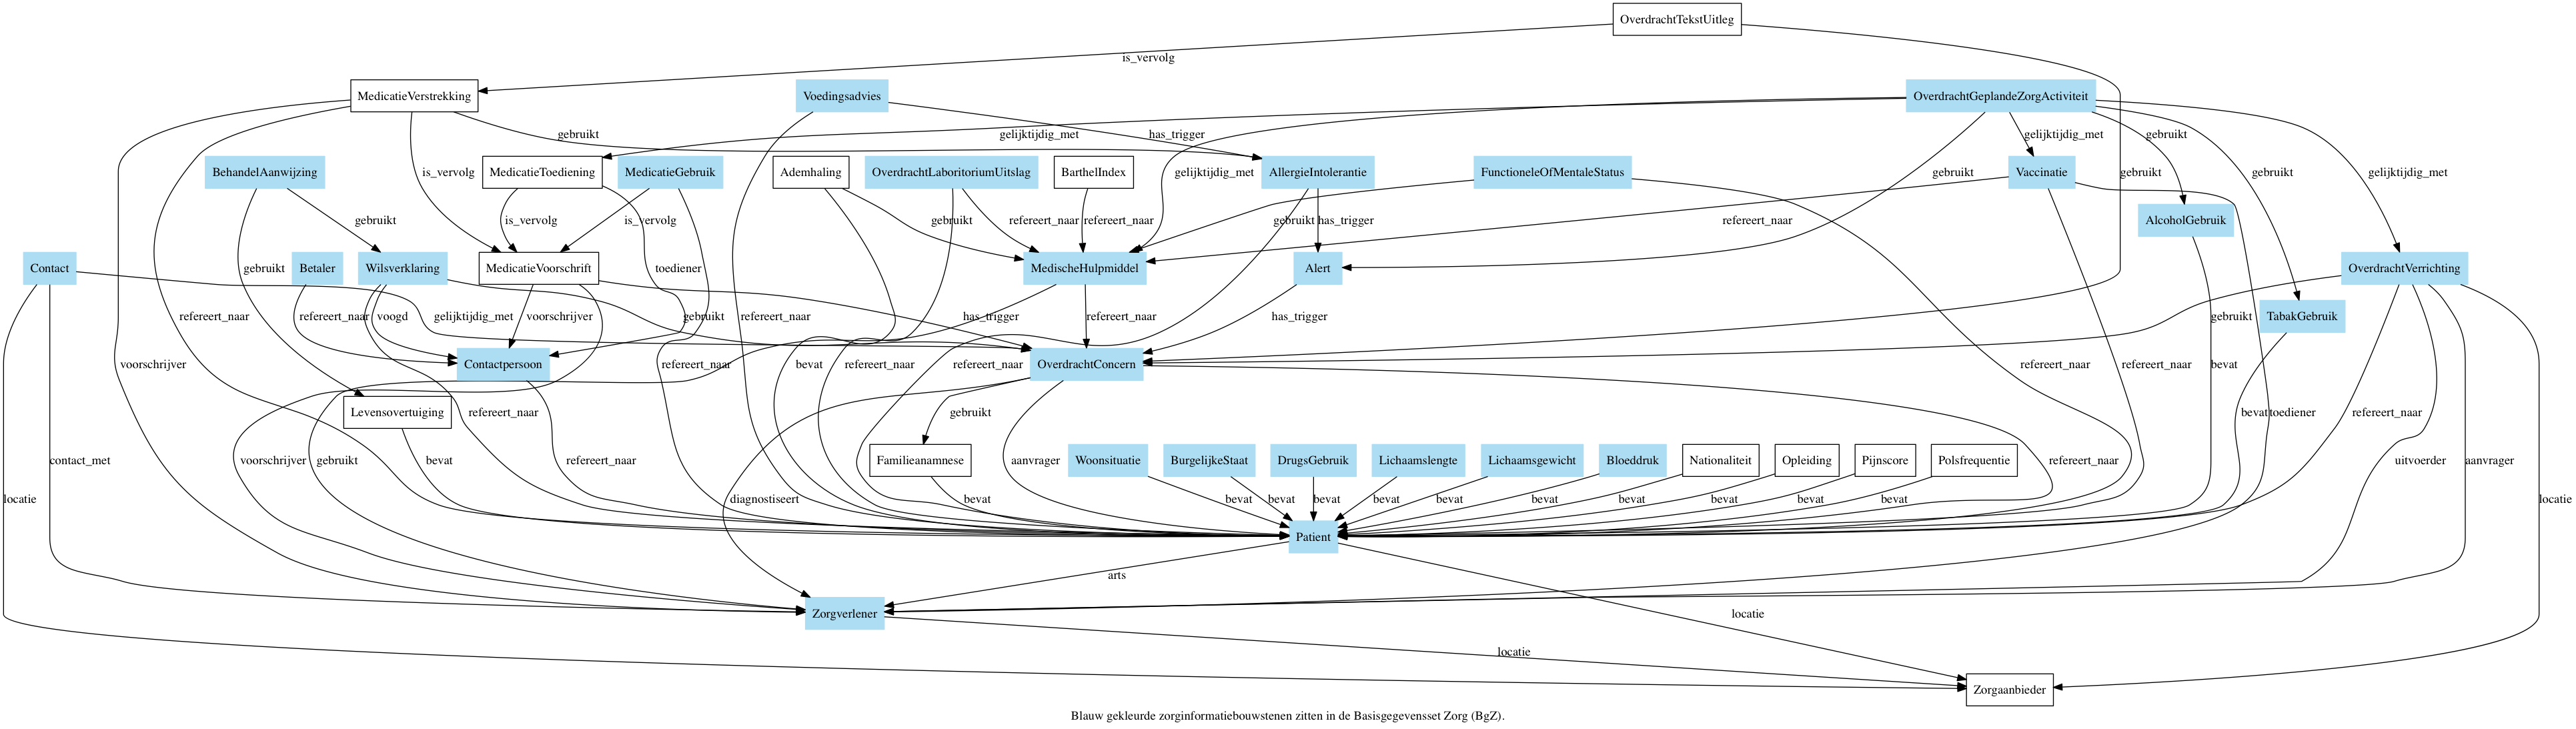 OverdrachtTekstUitleg
is_vervolg
MedicatieVerstrekking
Voedingsadvies
OverdrachtGeplandeZorgActiviteit
gebruikt
gelijktijdig_met
has_trigger
gelijktijdig_met
gebruikt
BehandelAanwijzing
MedicatieToediening
MedicatieGebruik
Ademhaling
OverdrachtLaboritoriumUitslag
BarthelIndex
AllergieIntolerantie
FunctioneleOfMentaleStatus
Vaccinatie
is_vervolg
gelijktijdig_met
gebruikt
gebruikt
gebruikt
gelijktijdig_met
gebruikt
is_vervolg
is_vervolg
gebruikt
refereert_naar
refereert_naar
gebruikt
has_trigger
refereert_naar
AlcoholGebruik
Contact
gebruikt
Betaler
Wilsverklaring
MedicatieVoorschrift
toediener
MedischeHulpmiddel
Alert
OverdrachtVerrichting
refereert_naar
refereert_naar
voogd
gelijktijdig_met
voorschrijver
gebruikt
refereert_naar
has_trigger
refereert_naar
has_trigger
gebruikt
TabakGebruik
voorschrijver
Contactpersoon
refereert_naar
bevat
refereert_naar
refereert_naar
OverdrachtConcern
refereert_naar
refereert_naar
bevat
Levensovertuiging
refereert_naar
gebruikt
bevat
toediener
refereert_naar
locatie
contact_met
voorschrijver
gebruikt
bevat
refereert_naar
diagnostiseert
Familieanamnese
aanvrager
Woonsituatie
BurgelijkeStaat
DrugsGebruik
Lichaamslengte
Lichaamsgewicht
Bloeddruk
Nationaliteit
Opleiding
Pijnscore
Polsfrequentie
refereert_naar
uitvoerder
aanvrager
locatie
bevat
bevat
bevat
bevat
bevat
bevat
bevat
bevat
bevat
bevat
bevat
Patient
arts
Zorgverlener
locatie
locatie
Zorgaanbieder
Blauw gekleurde zorginformatiebouwstenen zitten in de Basisgegevensset Zorg (BgZ).